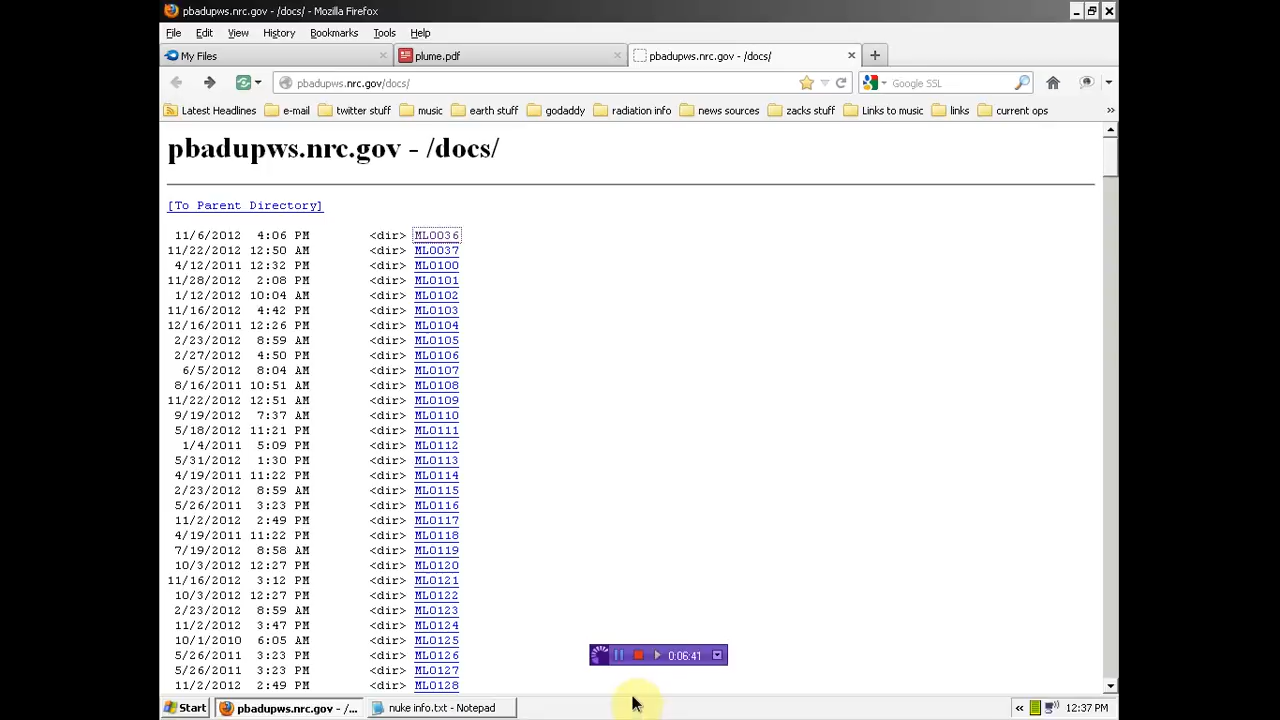 pbadupws.nrc.gov - /docs/ - Mozilla Firefox
File Edit View History Bookmarks Tools Help
My Files plume.pdf pbadupws.nrc.gov - /docs/
pbadupws.nrc.gov/docs/ Google SSL
Latest Headlines e-mail twitter stuff music earth stuff godaddy radiation info news sources zacks stuff Links to music links current ops »
pbadupws.nrc.gov - /docs/
[To Parent Directory]
11/6/2012 4:06 PM <dir> ML0036
11/22/2012 12:50 AM <dir> ML0037
4/12/2011 12:32 PM <dir> ML0100
11/28/2012 2:08 PM <dir> ML0101
1/12/2012 10:04 AM <dir> ML0102
11/16/2012 4:42 PM <dir> ML0103
12/16/2011 12:26 PM <dir> ML0104
2/23/2012 8:59 AM <dir> ML0105
2/27/2012 4:50 PM <dir> ML0106
6/5/2012 8:04 AM <dir> ML0107
8/16/2011 10:51 AM <dir> ML0108
11/22/2012 12:51 AM <dir> ML0109
9/19/2012 7:37 AM <dir> ML0110
5/18/2012 11:21 PM <dir> ML0111
1/4/2011 5:09 PM <dir> ML0112
5/31/2012 1:30 PM <dir> ML0113
4/19/2011 11:22 PM <dir> ML0114
2/23/2012 8:59 AM <dir> ML0115
5/26/2011 3:23 PM <dir> ML0116
11/2/2012 2:49 PM <dir> ML0117
4/19/2011 11:22 PM <dir> ML0118
7/19/2012 8:58 AM <dir> ML0119
10/3/2012 12:27 PM <dir> ML0120
11/16/2012 3:12 PM <dir> ML0121
10/3/2012 12:27 PM <dir> ML0122
2/23/2012 8:59 AM <dir> ML0123
11/2/2012 3:47 PM <dir> ML0124
10/1/2010 6:05 AM <dir> ML0125
5/26/2011 3:23 PM <dir> ML0126
5/26/2011 3:23 PM <dir> ML0127
11/2/2012 2:49 PM <dir> ML0128
0:06:41
Start pbadupws.nrc.gov - /... nuke info.txt - Notepad « 12:37 PM